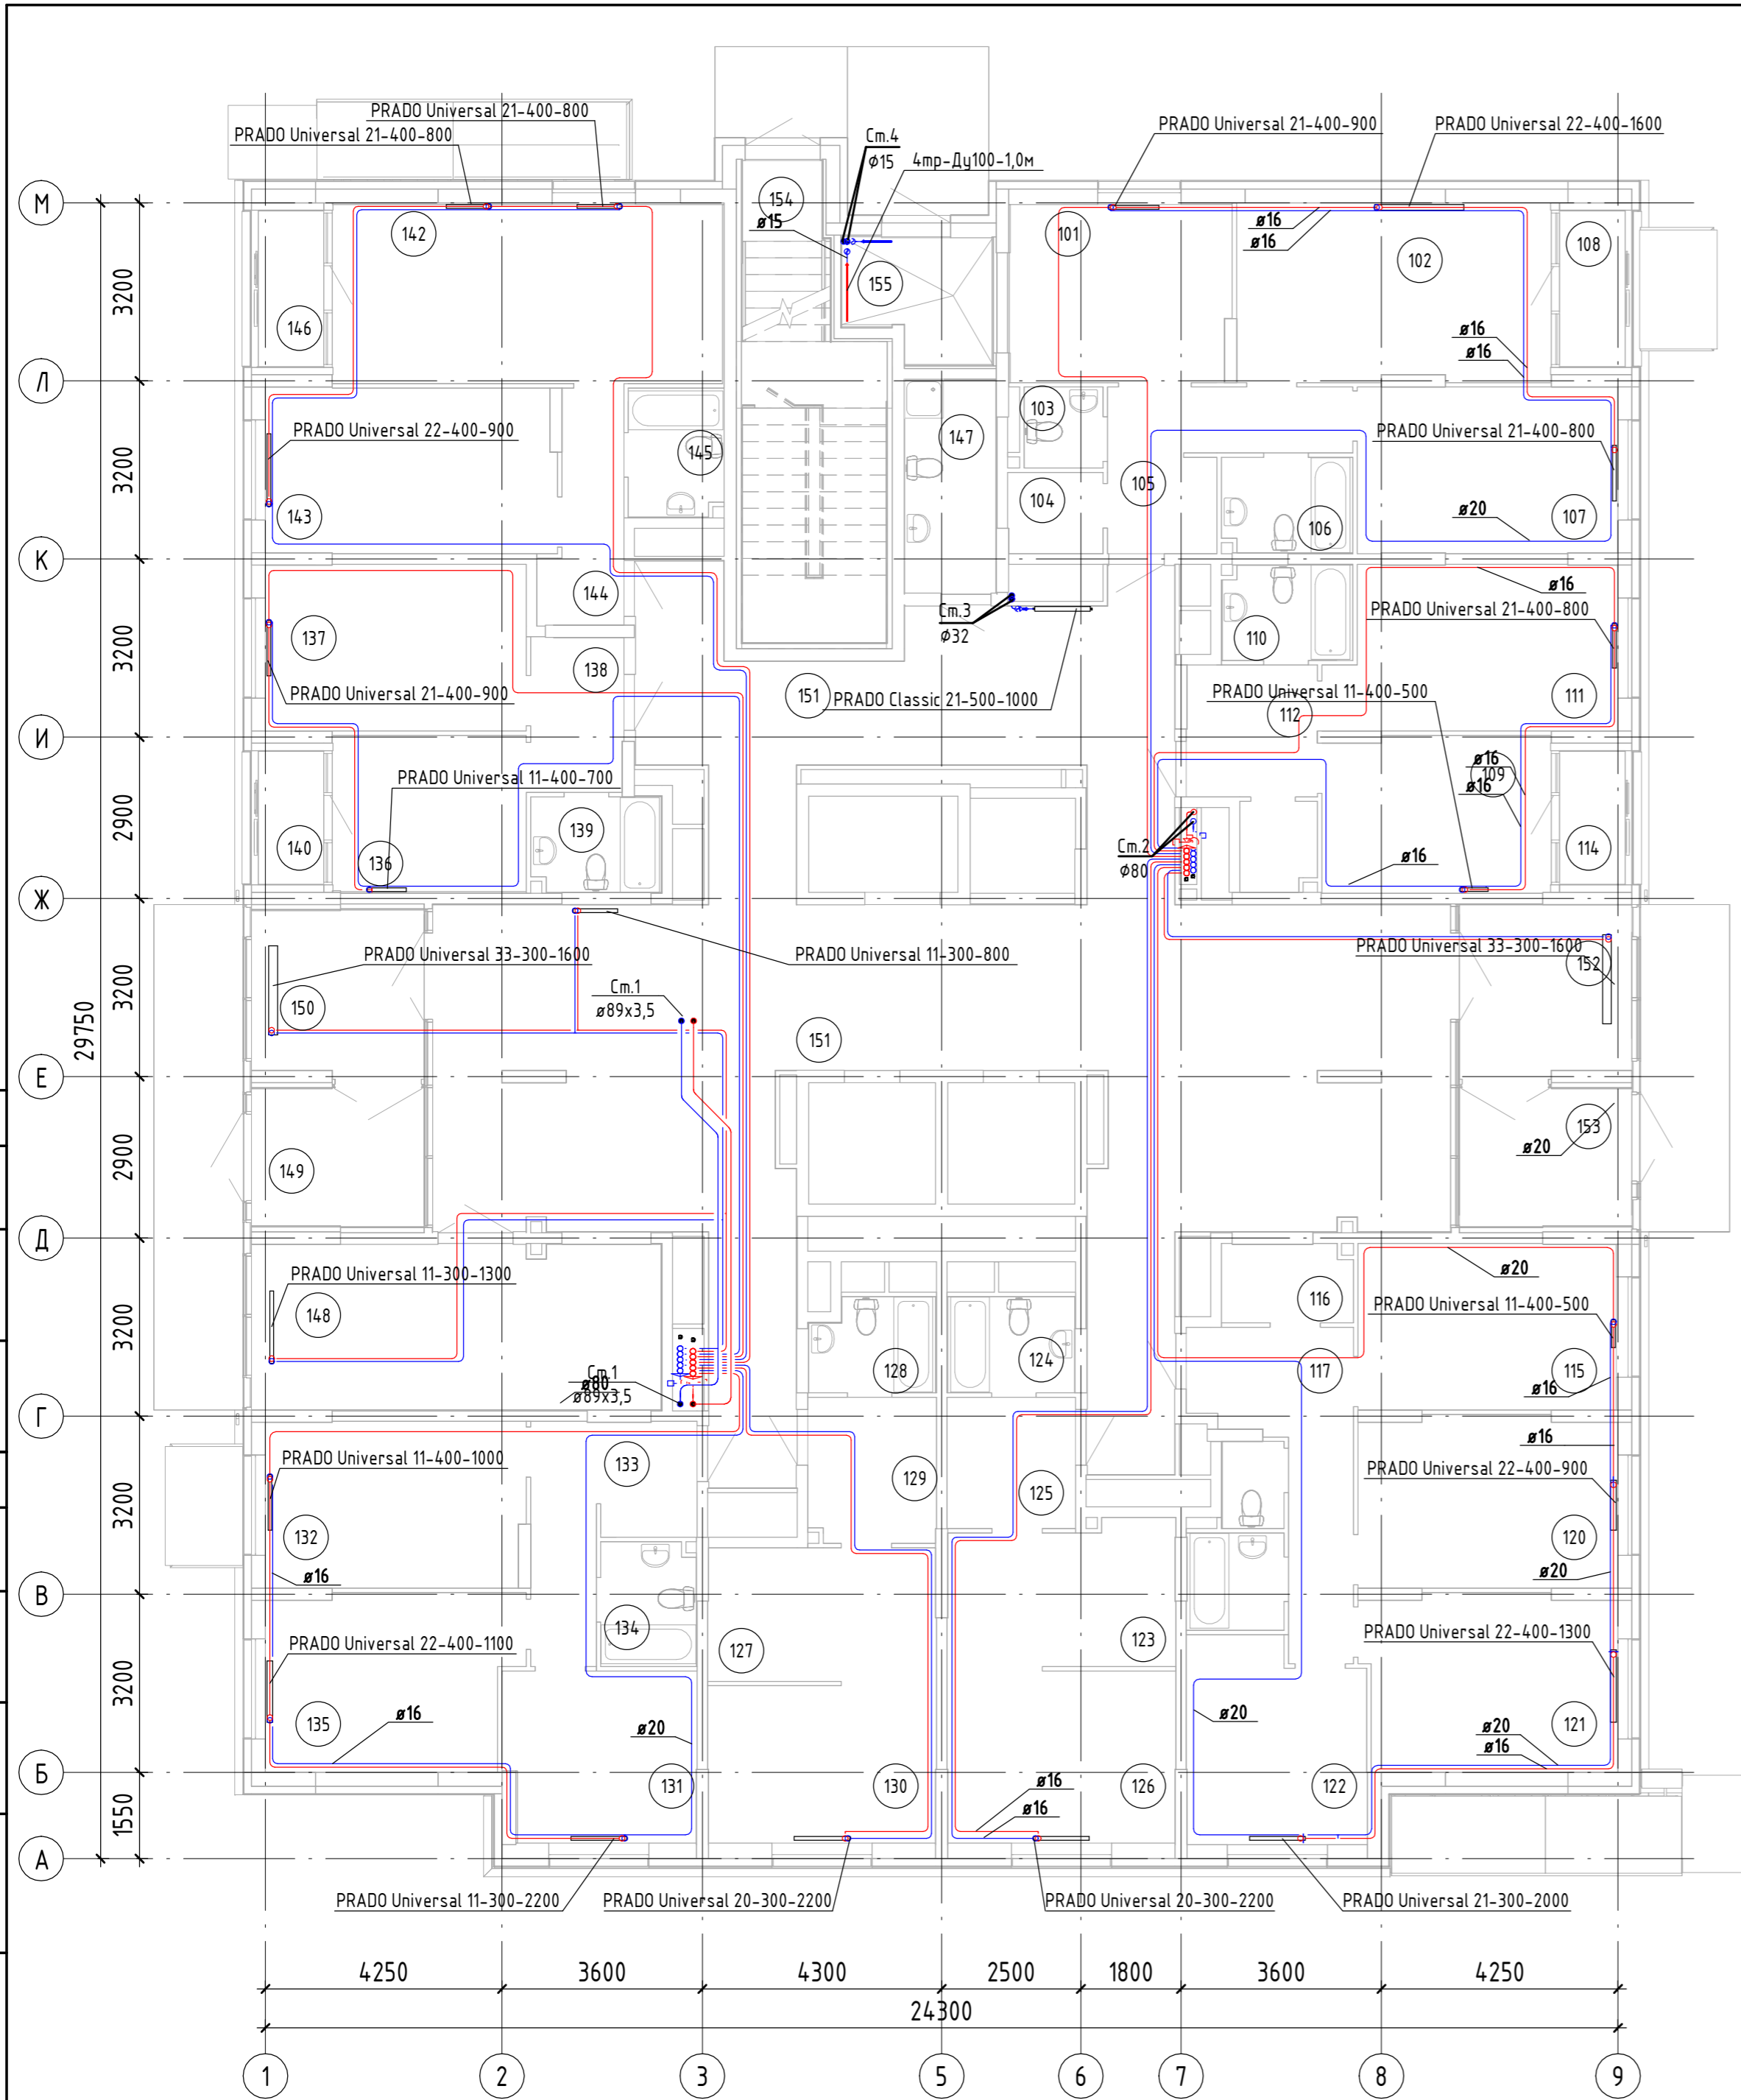 PRADO Universal 21-400-800
PRADO Universal 21-400-800
Ст.4
ϕ15
4тр-Ду100-1,0м
PRADO Universal 21-400-900
PRADO Universal 22-400-1600
М
142
154
ø15
101
ø16
ø16
102
108
155
3200
146
ø16
ø16
Л
103
145
147
PRADO Universal 22-400-900
PRADO Universal 21-400-800
3200
143
104
105
106
ø20
107
К
144
Ст.3
ϕ32
ø16
PRADO Universal 21-400-800
3200
137
138
110
PRADO Universal 21-400-900
151
PRADO Classic 21-500-1000
PRADO Universal 11-400-500
111
112
И
PRADO Universal 11-400-700
ø16
109
ø16
2900
140
136
139
Ст.2
ϕ80
ø16
114
Ж
PRADO Universal 33-300-1600
PRADO Universal 11-300-800
PRADO Universal 33-300-1600
152
3200
150
Ст.1
ø89х3,5
29750
151
Е
153
ø20
2900
149
Д
PRADO Universal 11-300-1300
ø20
148
116
PRADO Universal 11-400-500
3200
Ст.1
ø80
ø89х3,5
128
124
117
115
ø16
Г
133
ø16
PRADO Universal 11-400-1000
129
125
PRADO Universal 22-400-900
3200
132
120
ø16
ø20
В
134
127
123
PRADO Universal 22-400-1100
PRADO Universal 22-400-1300
3200
135
ø16
ø20
ø20
ø20
ø16
121
Б
131
130
ø16
ø16
126
122
1550
А
PRADO Universal 11-300-2200
PRADO Universal 20-300-2200
PRADO Universal 20-300-2200
PRADO Universal 21-300-2000
4250
3600
4300
2500
1800
3600
4250
24300
1
2
3
5
6
7
8
9